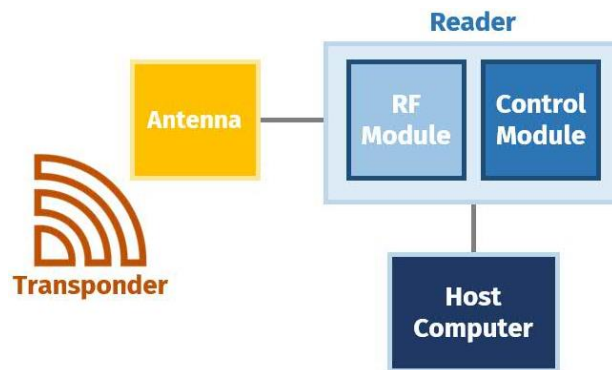 Reader
Antenna
RF
Module
Control
Module
Transponder
Host
Computer